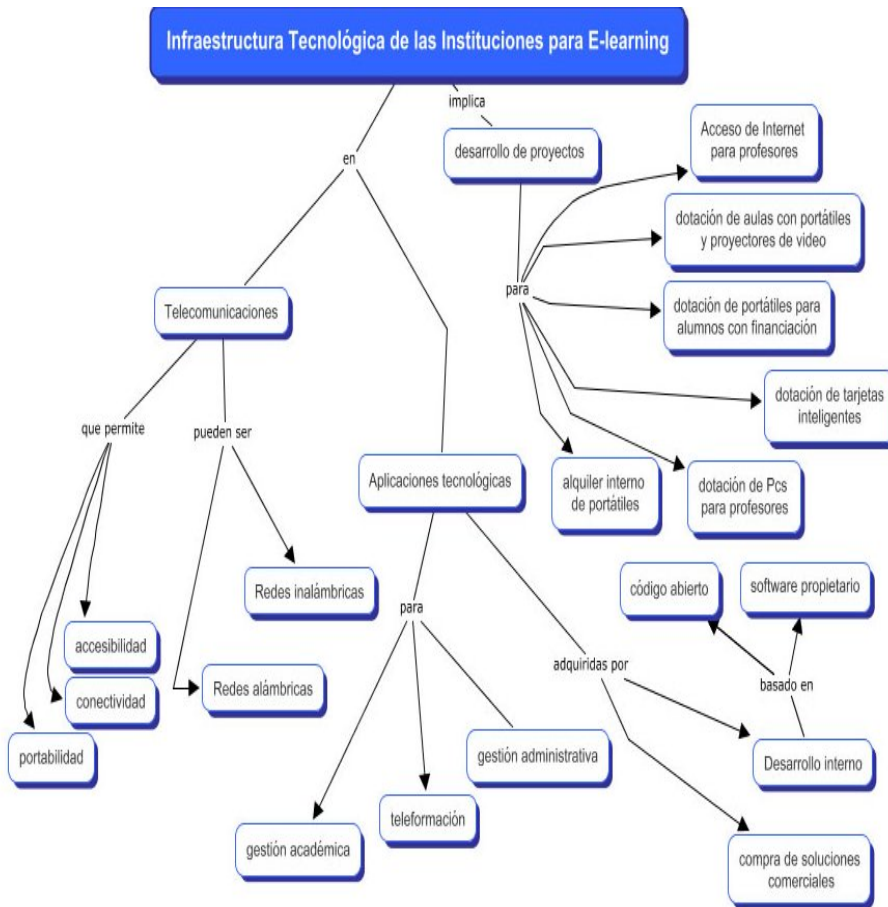 Infraestructura Tecnológica de las Instituciones para E-learning
implica
en
desarrollo de proyectos
Acceso de Internet
para profesores
dotación de aulas con portátiles
y proyectores de video
para
dotación de portátiles para
alumnos con financiación
dotación de tarjetas
inteligentes
alquiler interno
de portátiles
dotación de Pcs
para profesores
Telecomunicaciones
que permite
pueden ser
accesibilidad
conectividad
portabilidad
Redes inalámbricas
Redes alámbricas
Aplicaciones tecnológicas
para
gestión académica
teleformación
gestión administrativa
adquiridas por
Desarrollo interno
basado en
código abierto
software propietario
compra de soluciones
comerciales